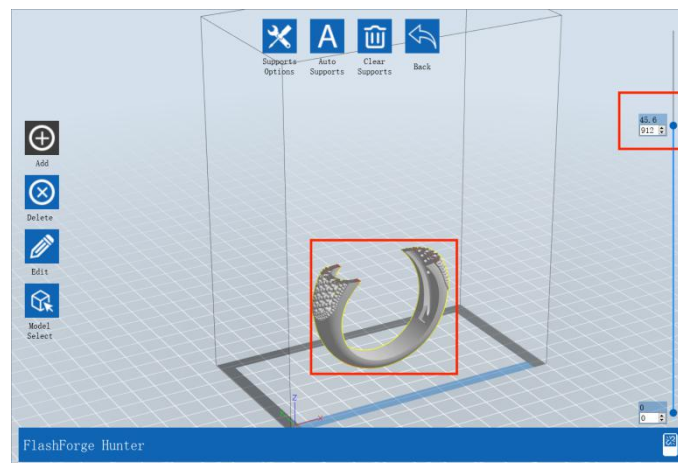 Supports Options
Auto Supports
Clear Supports
Back
A
45.6
912
Add
Delete
Edit
Model Select
Z
0
0
FlashForge Hunter